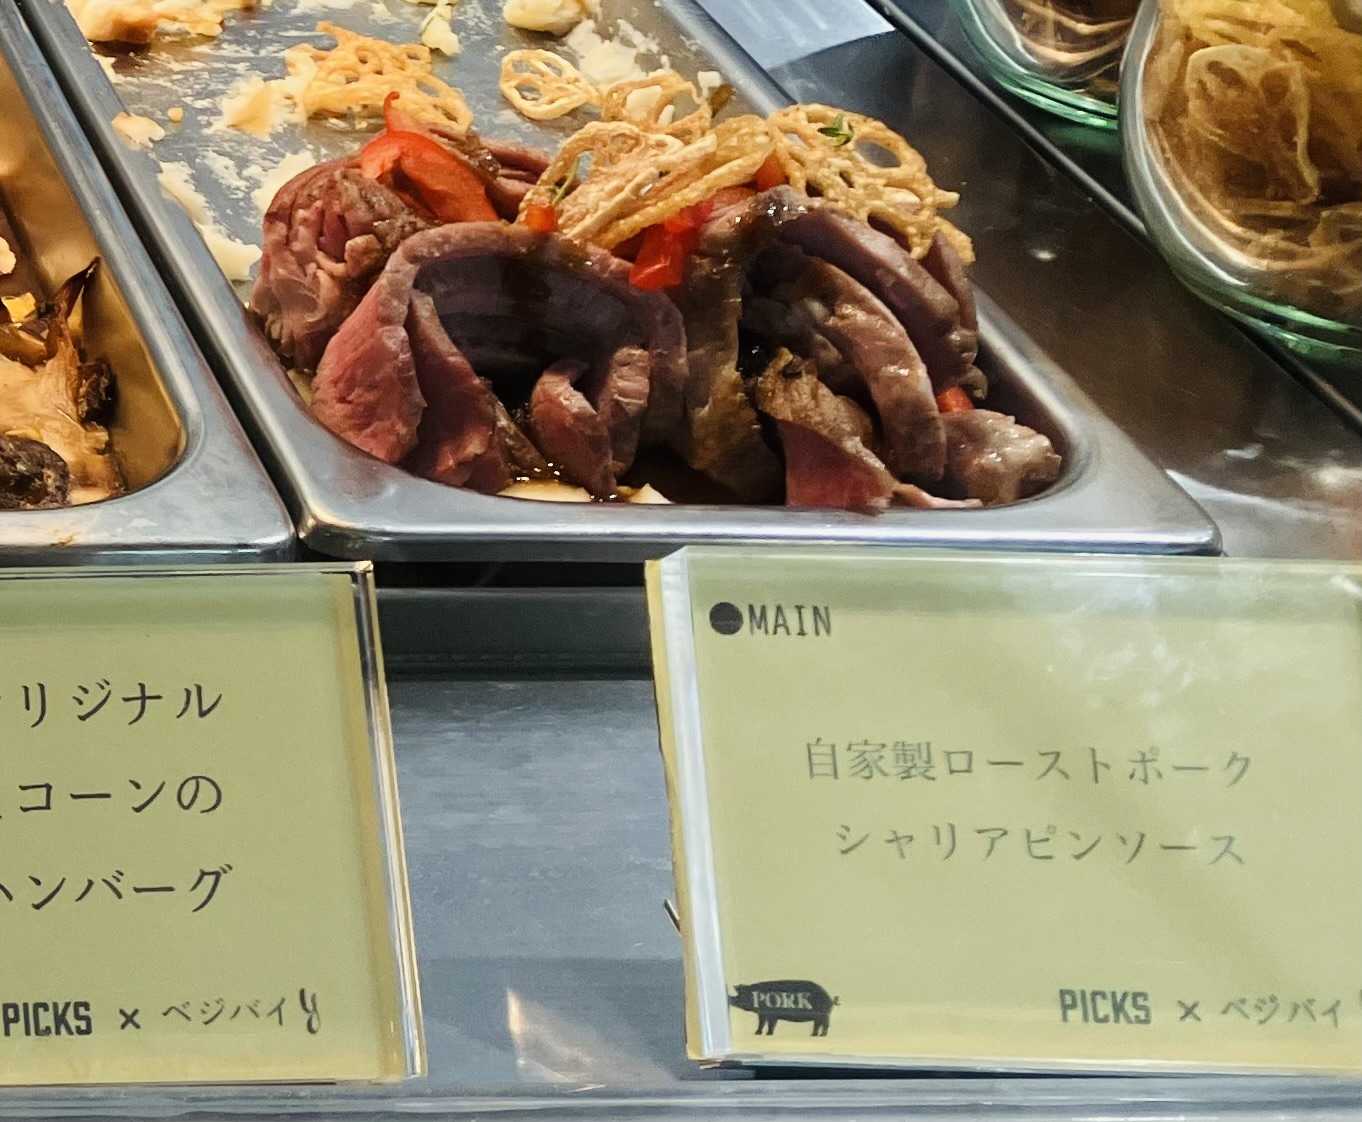 リジナル
コーンの
ハンバーグ
PICKS × ベジバイ y
●MAIN
自家製ローストポーク
シャリアピンソース
PORK
PICKS × ベジバイ